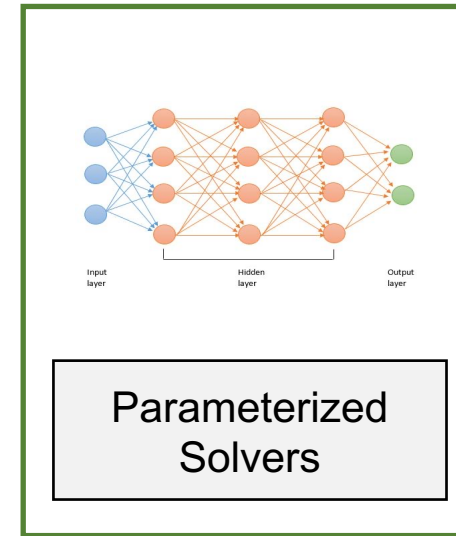 Input
layer
Hidden
layer
Output
layer
Parameterized
Solvers